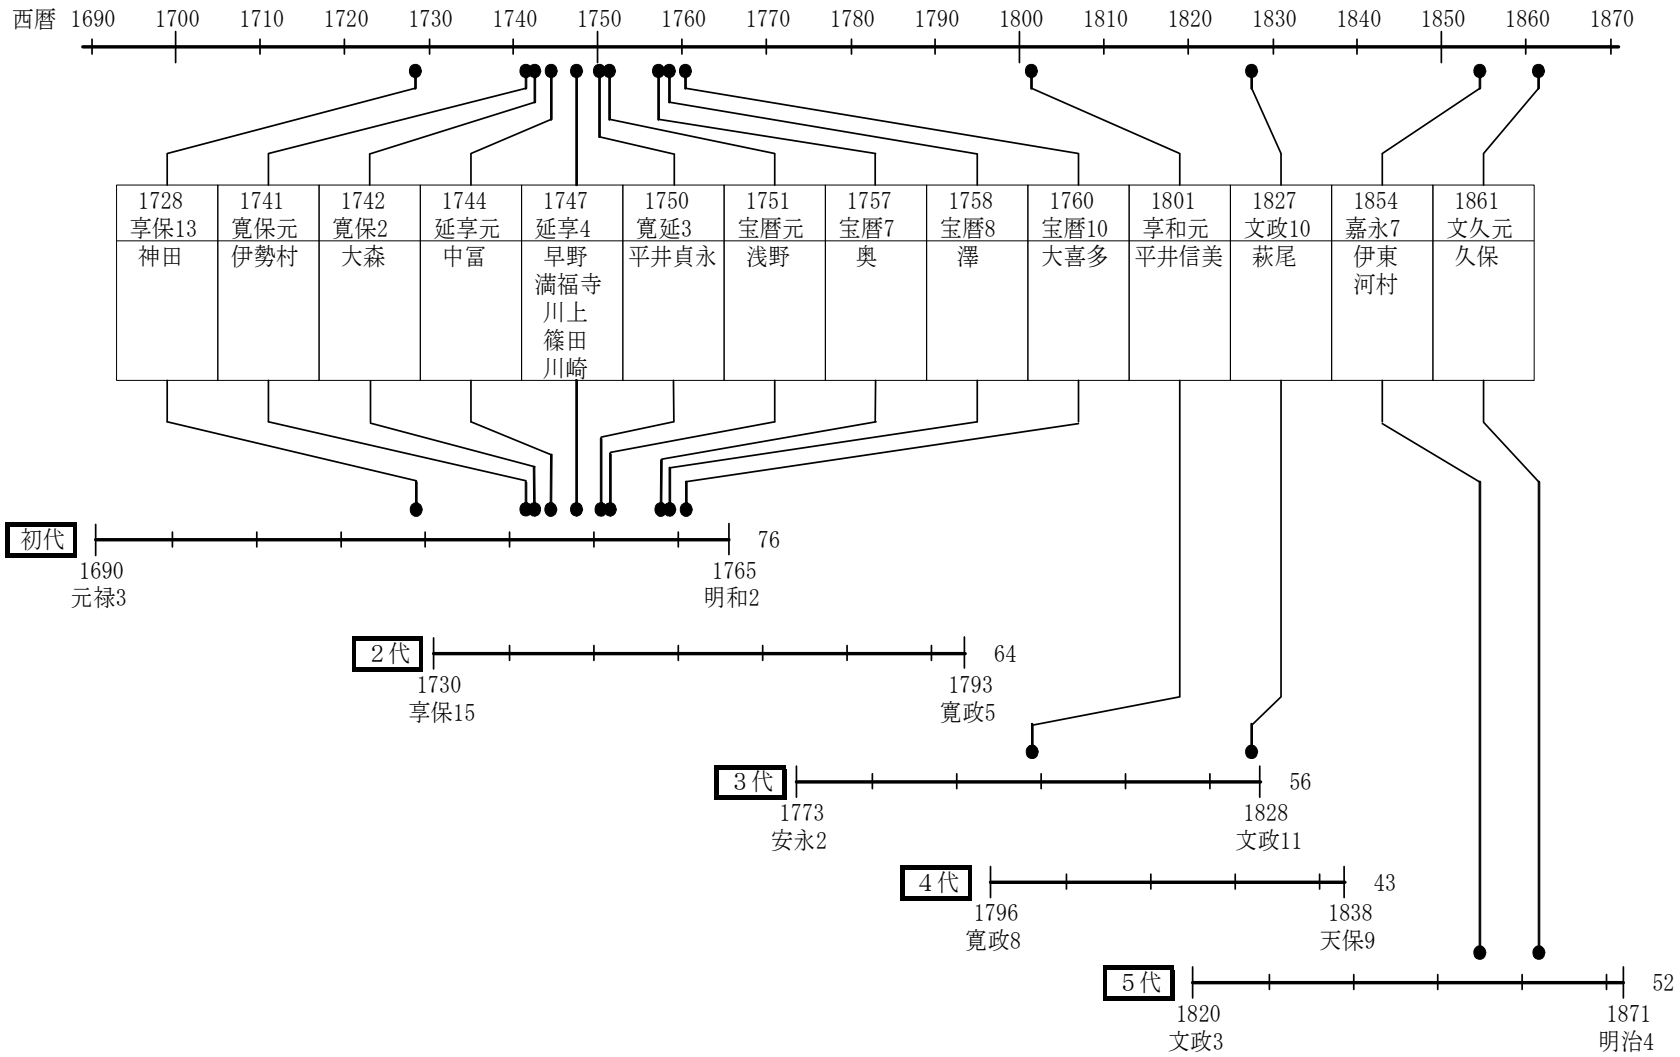 西暦 1690 1700 1710 1720 1730 1740 1750 1760 1770 1780 1790 1800 1810 1820 1830 1840 1850 1860 1870
1728 1741 1742 1744 1747 1750 1751 1757 1758 1760 1801 1827 1854 1861
享保13 寛保元 寛保2 延享元 延享4 寛延3 宝暦元 宝暦7 宝暦8 宝暦10 享和元 文政10 嘉永7 文久元
神田 伊勢村 大森 中冨 早野 平井貞永 浅野 奥 澤 大喜多 平井信美 萩尾 伊東 久保
満福寺 河村
川上
篠田
川崎
初代 76
1690 1765
元禄3 明和2
２代 64
1730 1793
享保15 寛政5
３代 56
1773 1828
安永2 文政11
４代 43
1796 1838
寛政8 天保9
５代 52
1820 1871
文政3 明治4